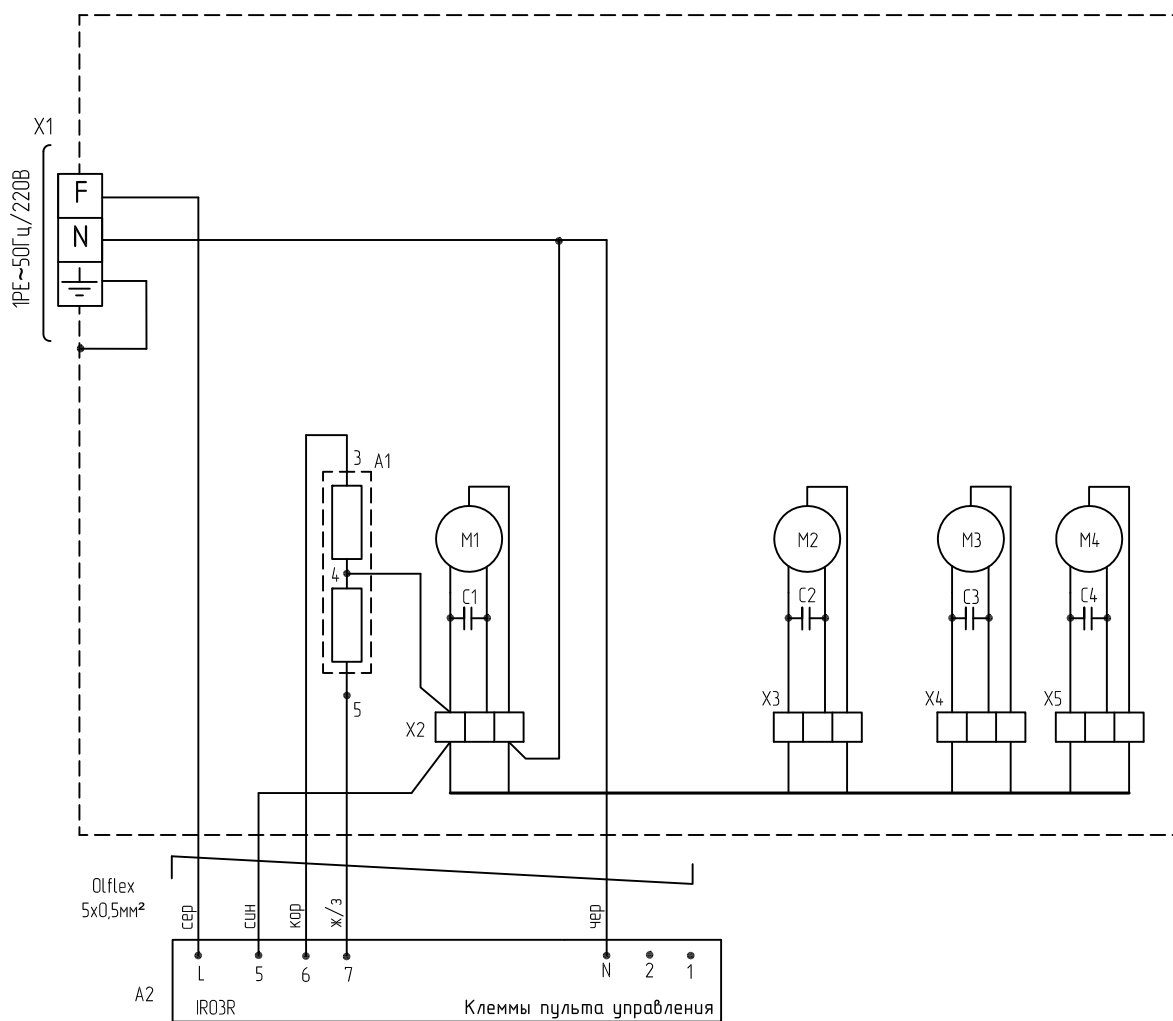 X1
1PE~50Гц/220В
F
N
3
A1
4
5
M1
M2
M3
M4
C1
C2
C3
C4
X2
X3
X4
X5
Olflex
5x0,5мм²
сер
син
кор
ж/з
чер
L
5
6
7
N
2
1
A2
IR03R
Клеммы пульта управления